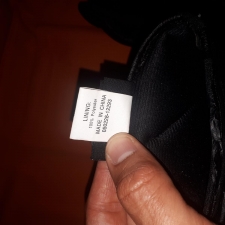 LINING:
100% Polyester
MADE IN CHINA